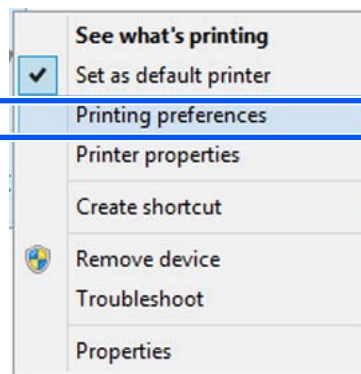 See what's printing
Set as default printer
Printing preferences
Printer properties
Create shortcut
Remove device
Troubleshoot
Properties